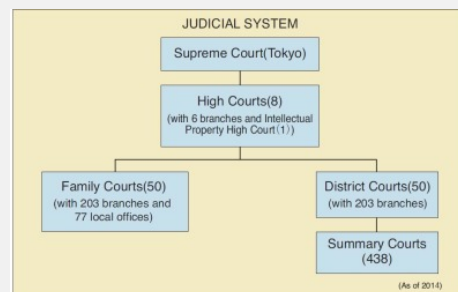 JUDICIAL SYSTEM
Supreme Court(Tokyo)
High Courts(8)
(with 6 branches and Intellectual
Property High Court(1))
Family Courts(50)
(with 203 branches and
77 local offices)
District Courts(50)
(with 203 branches)
Summary Courts
(438)
(As of 2014)